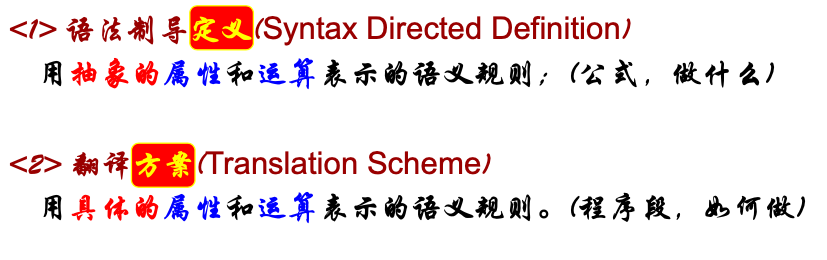 <1> 语法制导定义(Syntax Directed Definition)
用抽象的属性和运算表示的语义规则；(公式，做什么)
<2> 翻译方案(Translation Scheme)
用具体的属性和运算表示的语义规则。(程序段，如何做)